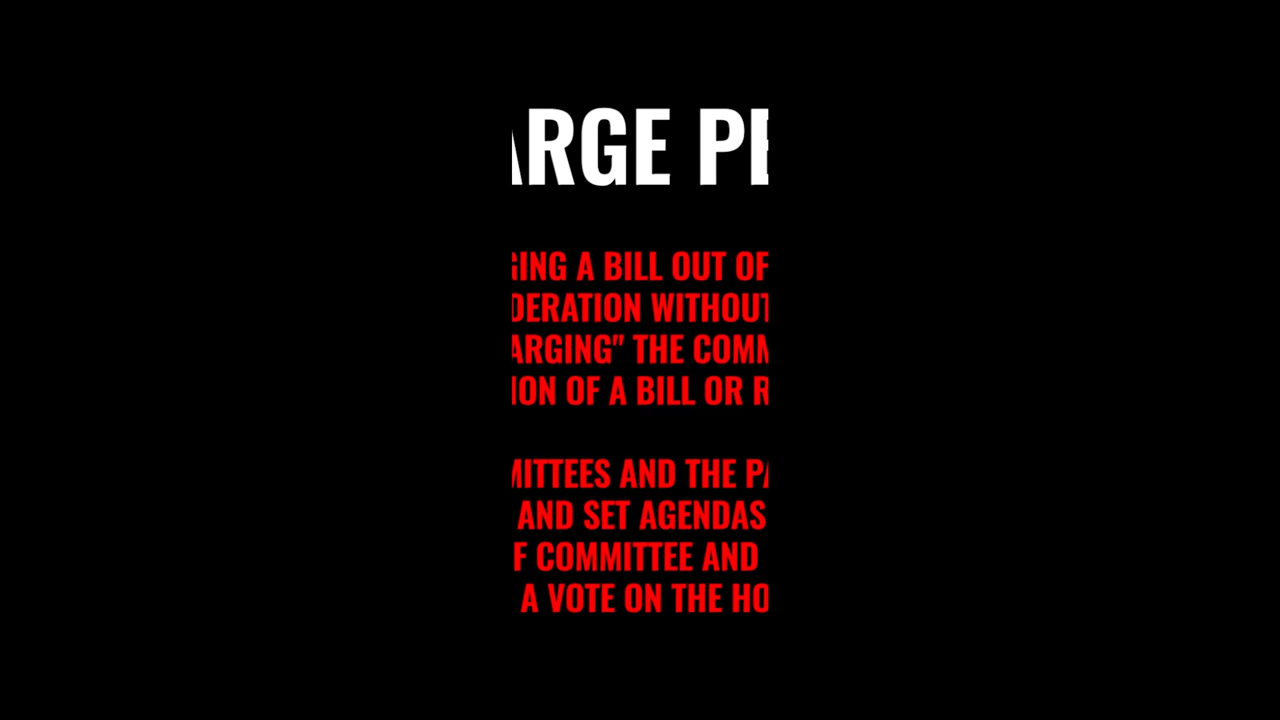 ARGE PE
GING A BILL OUT OF
DERATION WITHOUT
ARGING" THE COMM
ION OF A BILL OR R
MITTEES AND THE PA
AND SET AGENDAS
F COMMITTEE AND
A VOTE ON THE HO